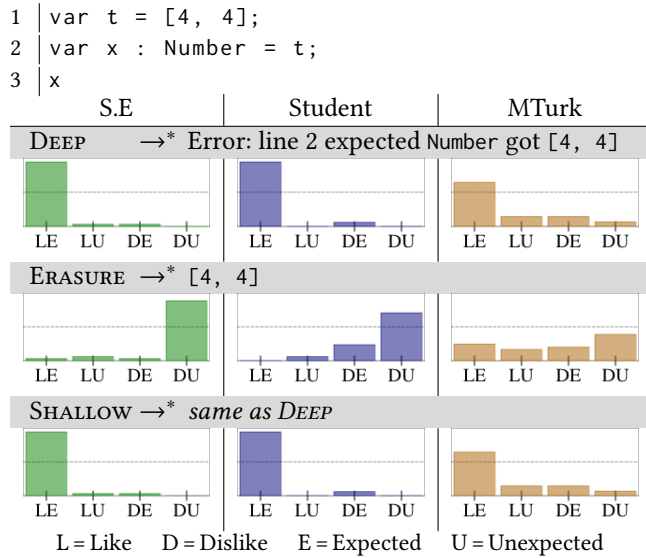 1 var t = [4, 4];
2 var x : Number = t;
3 x
S.E Student MTurk
DEEP →* Error: line 2 expected Number got [4, 4]
LE LU DE DU LE LU DE DU LE LU DE DU
ERASURE →* [4, 4]
LE LU DE DU LE LU DE DU LE LU DE DU
SHALLOW →* same as DEEP
LE LU DE DU LE LU DE DU LE LU DE DU
L = Like D = Dislike E = Expected U = Unexpected